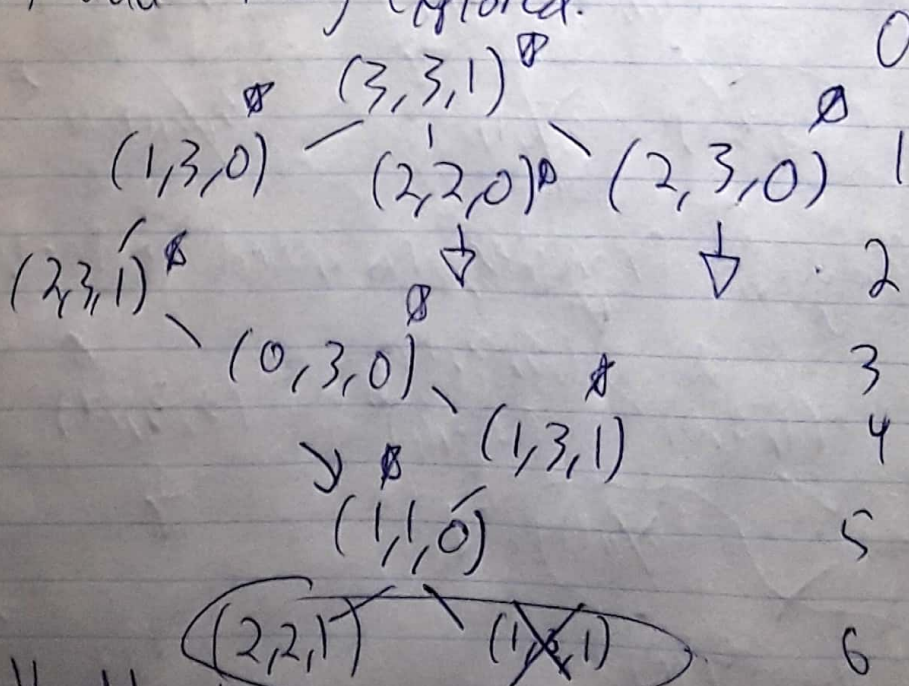 (3,3,1) 0
(1,3,0) (2,2,0) (2,3,0) 1
(2,3,1) 2
(0,3,0) 3
(1,3,1) 4
(1,1,0) 5
(2,2,1) (1,3,1) 6